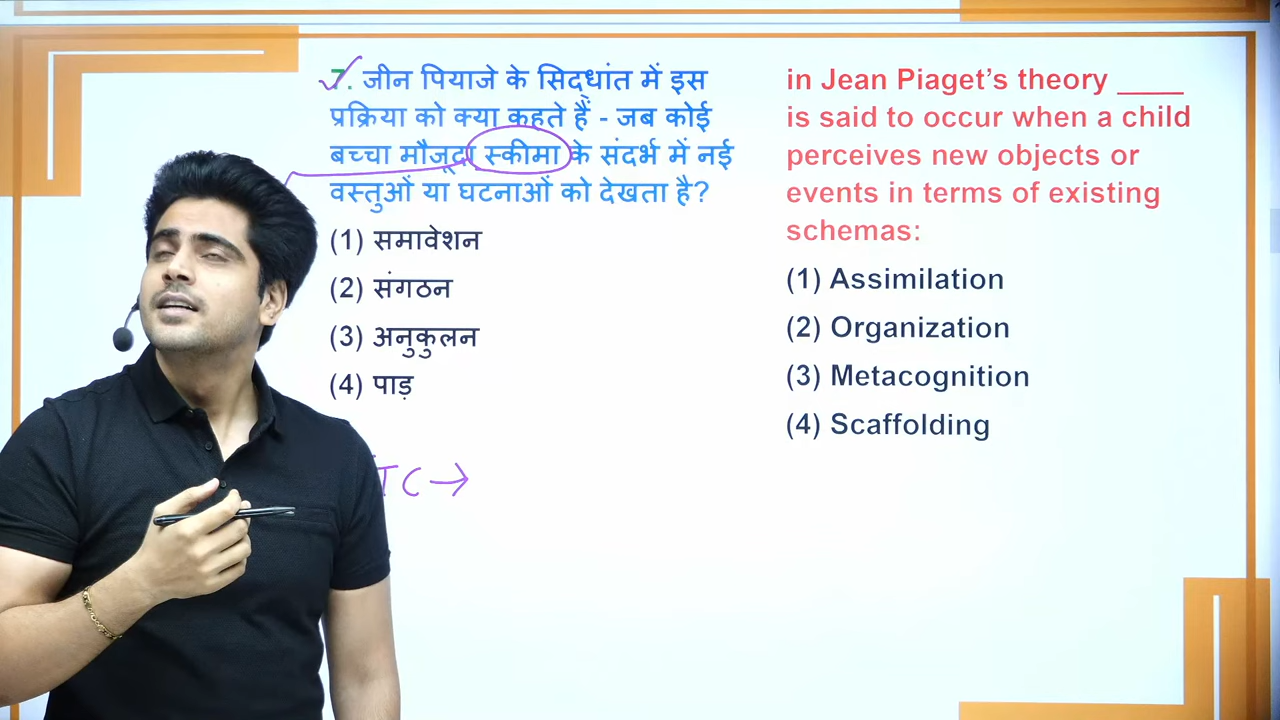 7. जीन पियाजे के सिद्धांत में इस
प्रक्रिया को क्या कहते हैं - जब कोई
बच्चा मौजूदा स्कीमा के संदर्भ में नई
वस्तुओं या घटनाओं को देखता है?
(1) समावेशन
(2) संगठन
(3) अनुकुलन
(4) पाड़
TC →
in Jean Piaget’s theory ____
is said to occur when a child
perceives new objects or
events in terms of existing
schemas:
(1) Assimilation
(2) Organization
(3) Metacognition
(4) Scaffolding